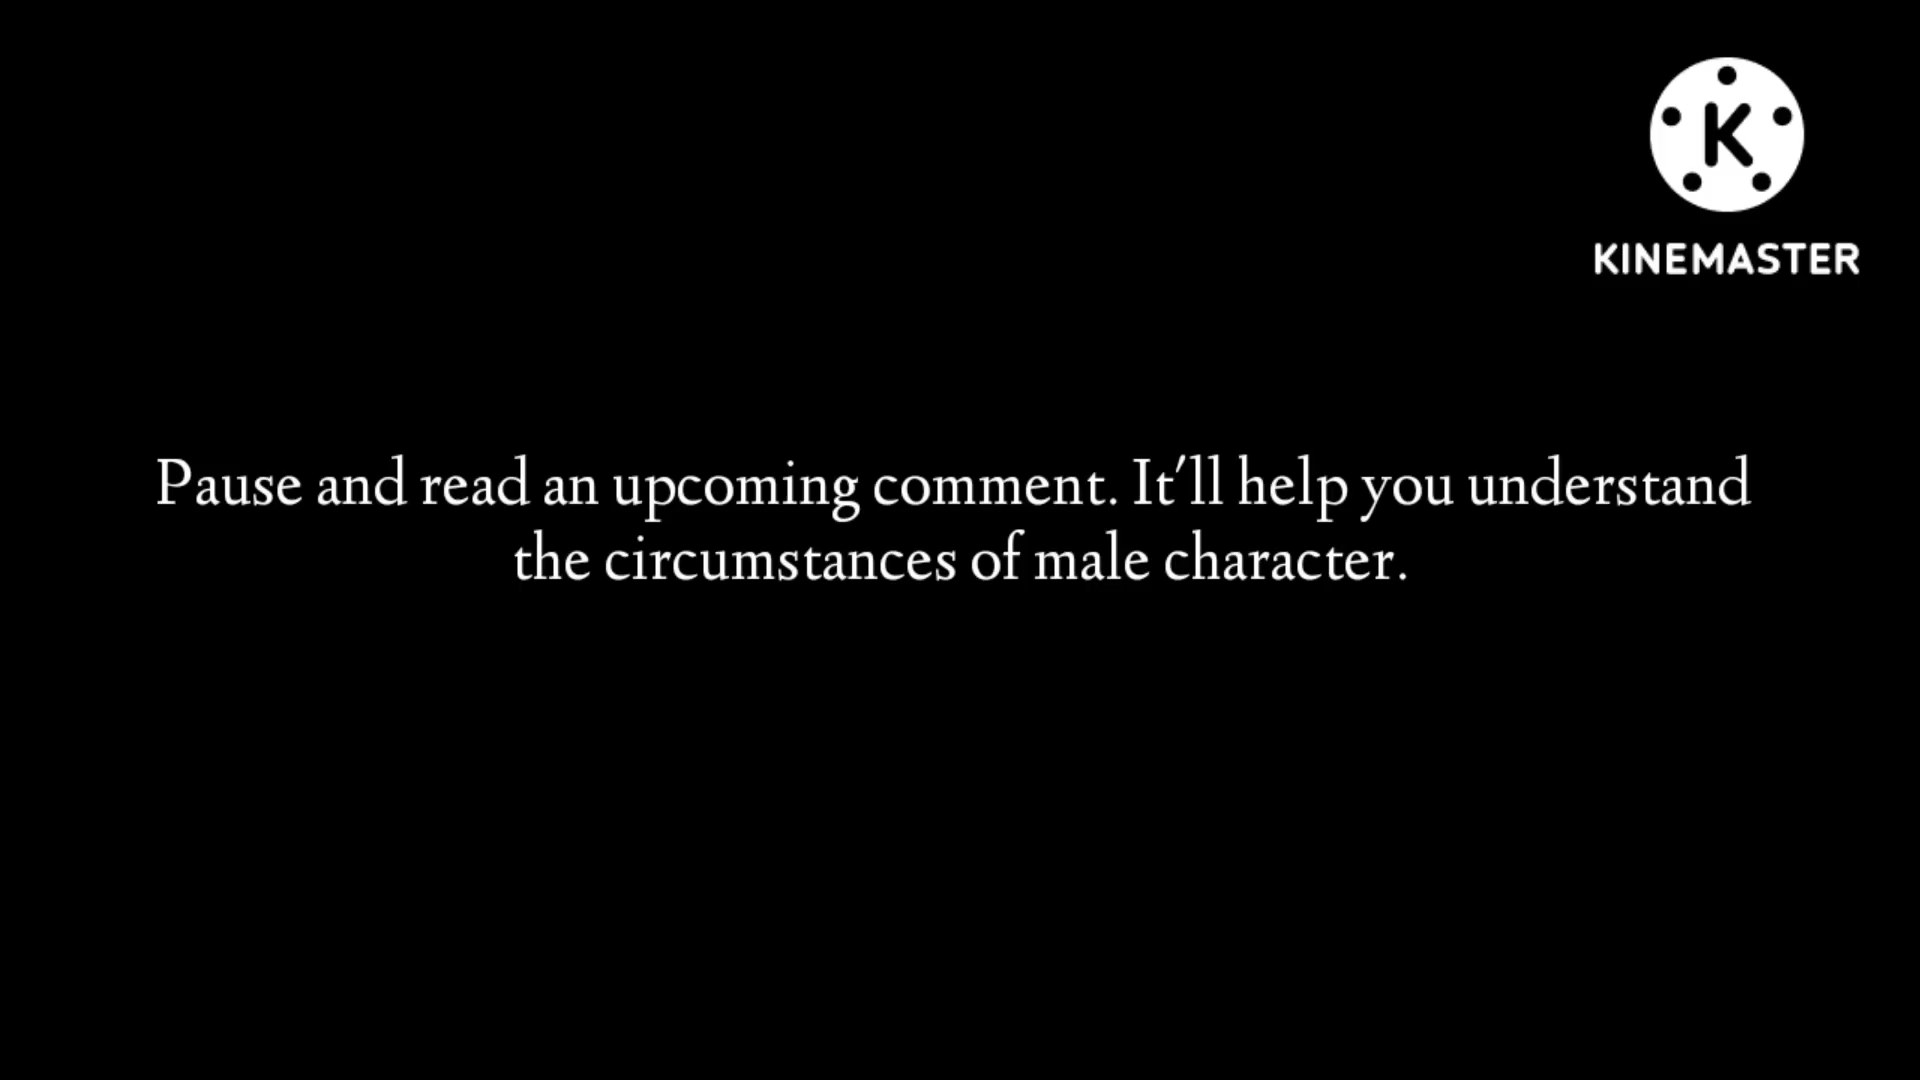 K
KINEMASTER
Pause and read an upcoming comment. It'll help you understand
the circumstances of male character.